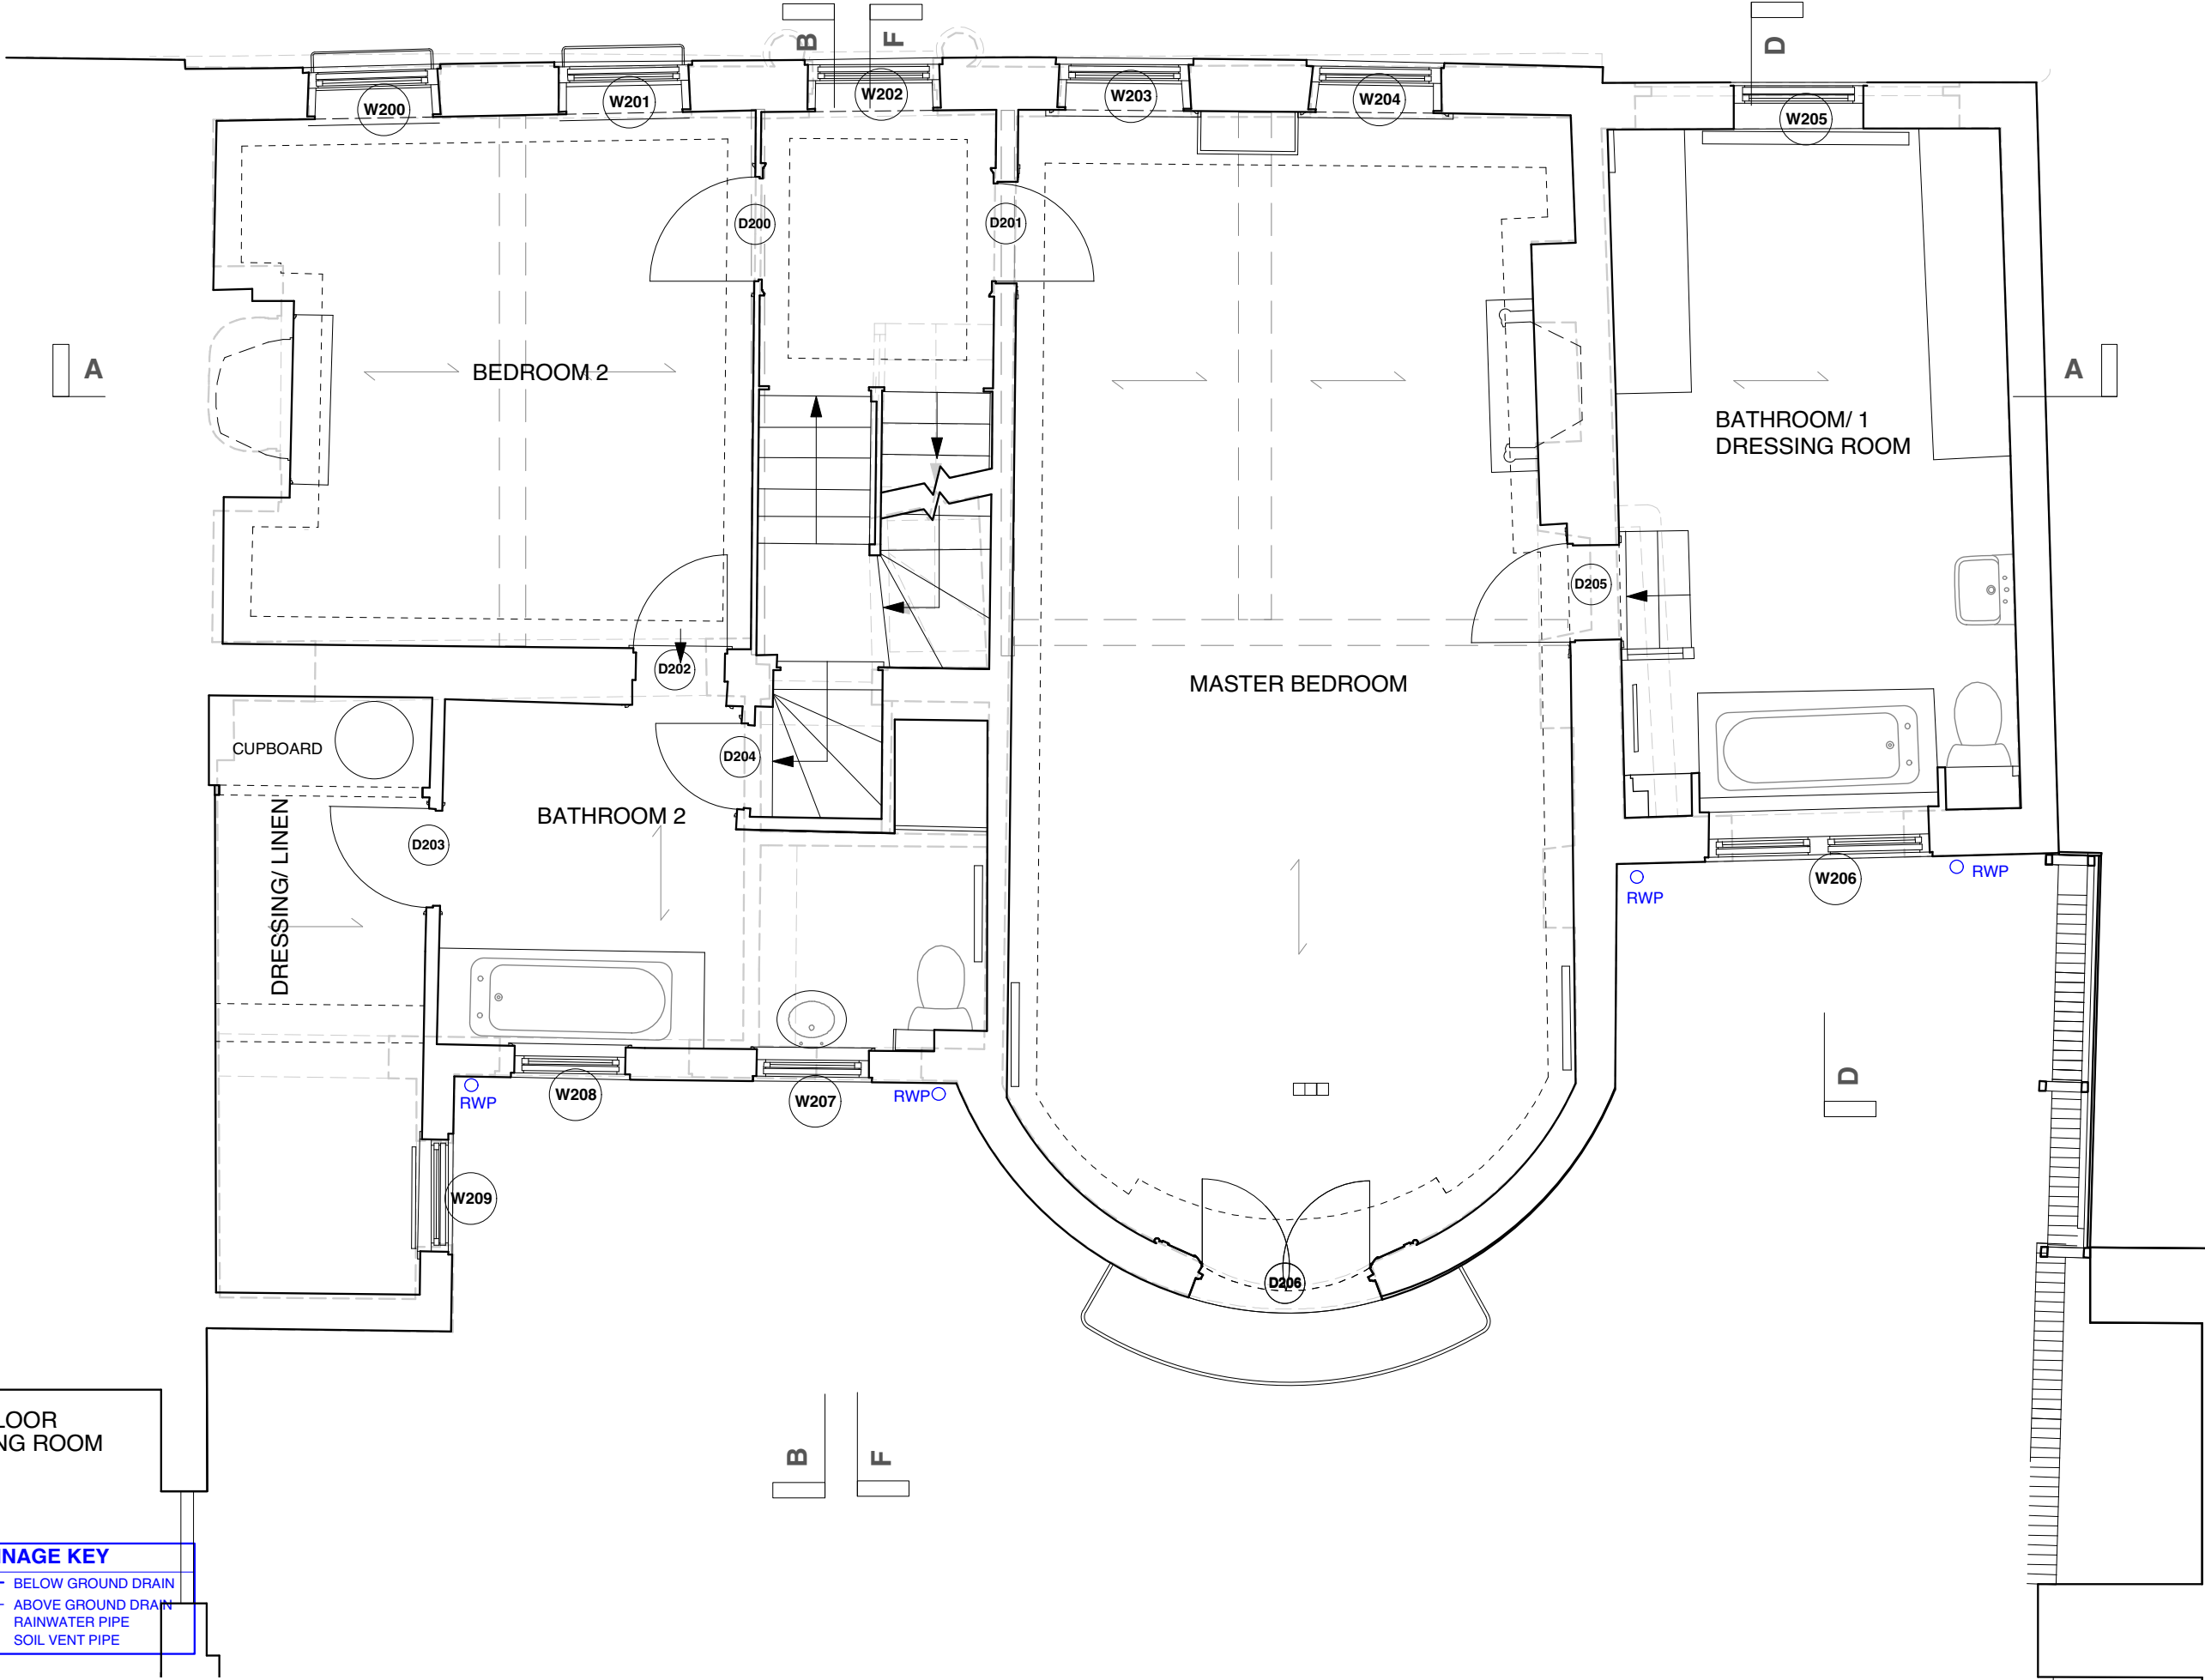 B
F
D
W200
W201
W202
W203
W204
W205
D200
D201
A
BEDROOM 2
A
BATHROOM/ 1
DRESSING ROOM
D205
D202
MASTER BEDROOM
CUPBOARD
D204
BATHROOM 2
DRESSING/ LINEN
D203
W206
RWP
RWP
D
RWP
W208
W207
RWP
W209
D206
B
F
LOOR
NG ROOM
NAGE KEY
BELOW GROUND DRAIN
ABOVE GROUND DRAIN
RAINWATER PIPE
SOIL VENT PIPE